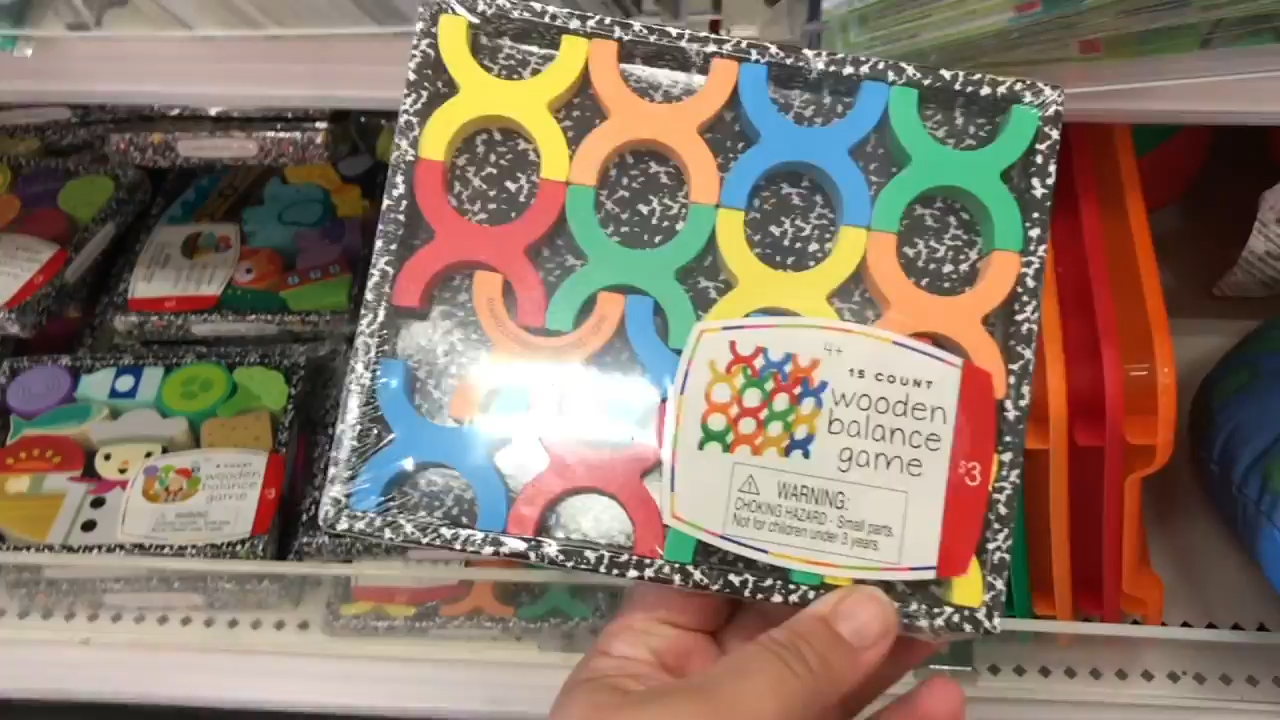 4+
15 COUNT
wooden
balance
game
$3
WARNING:
CHOKING HAZARD - Small parts.
Not for children under 3 years.
wooden
balance
game
WARNING: